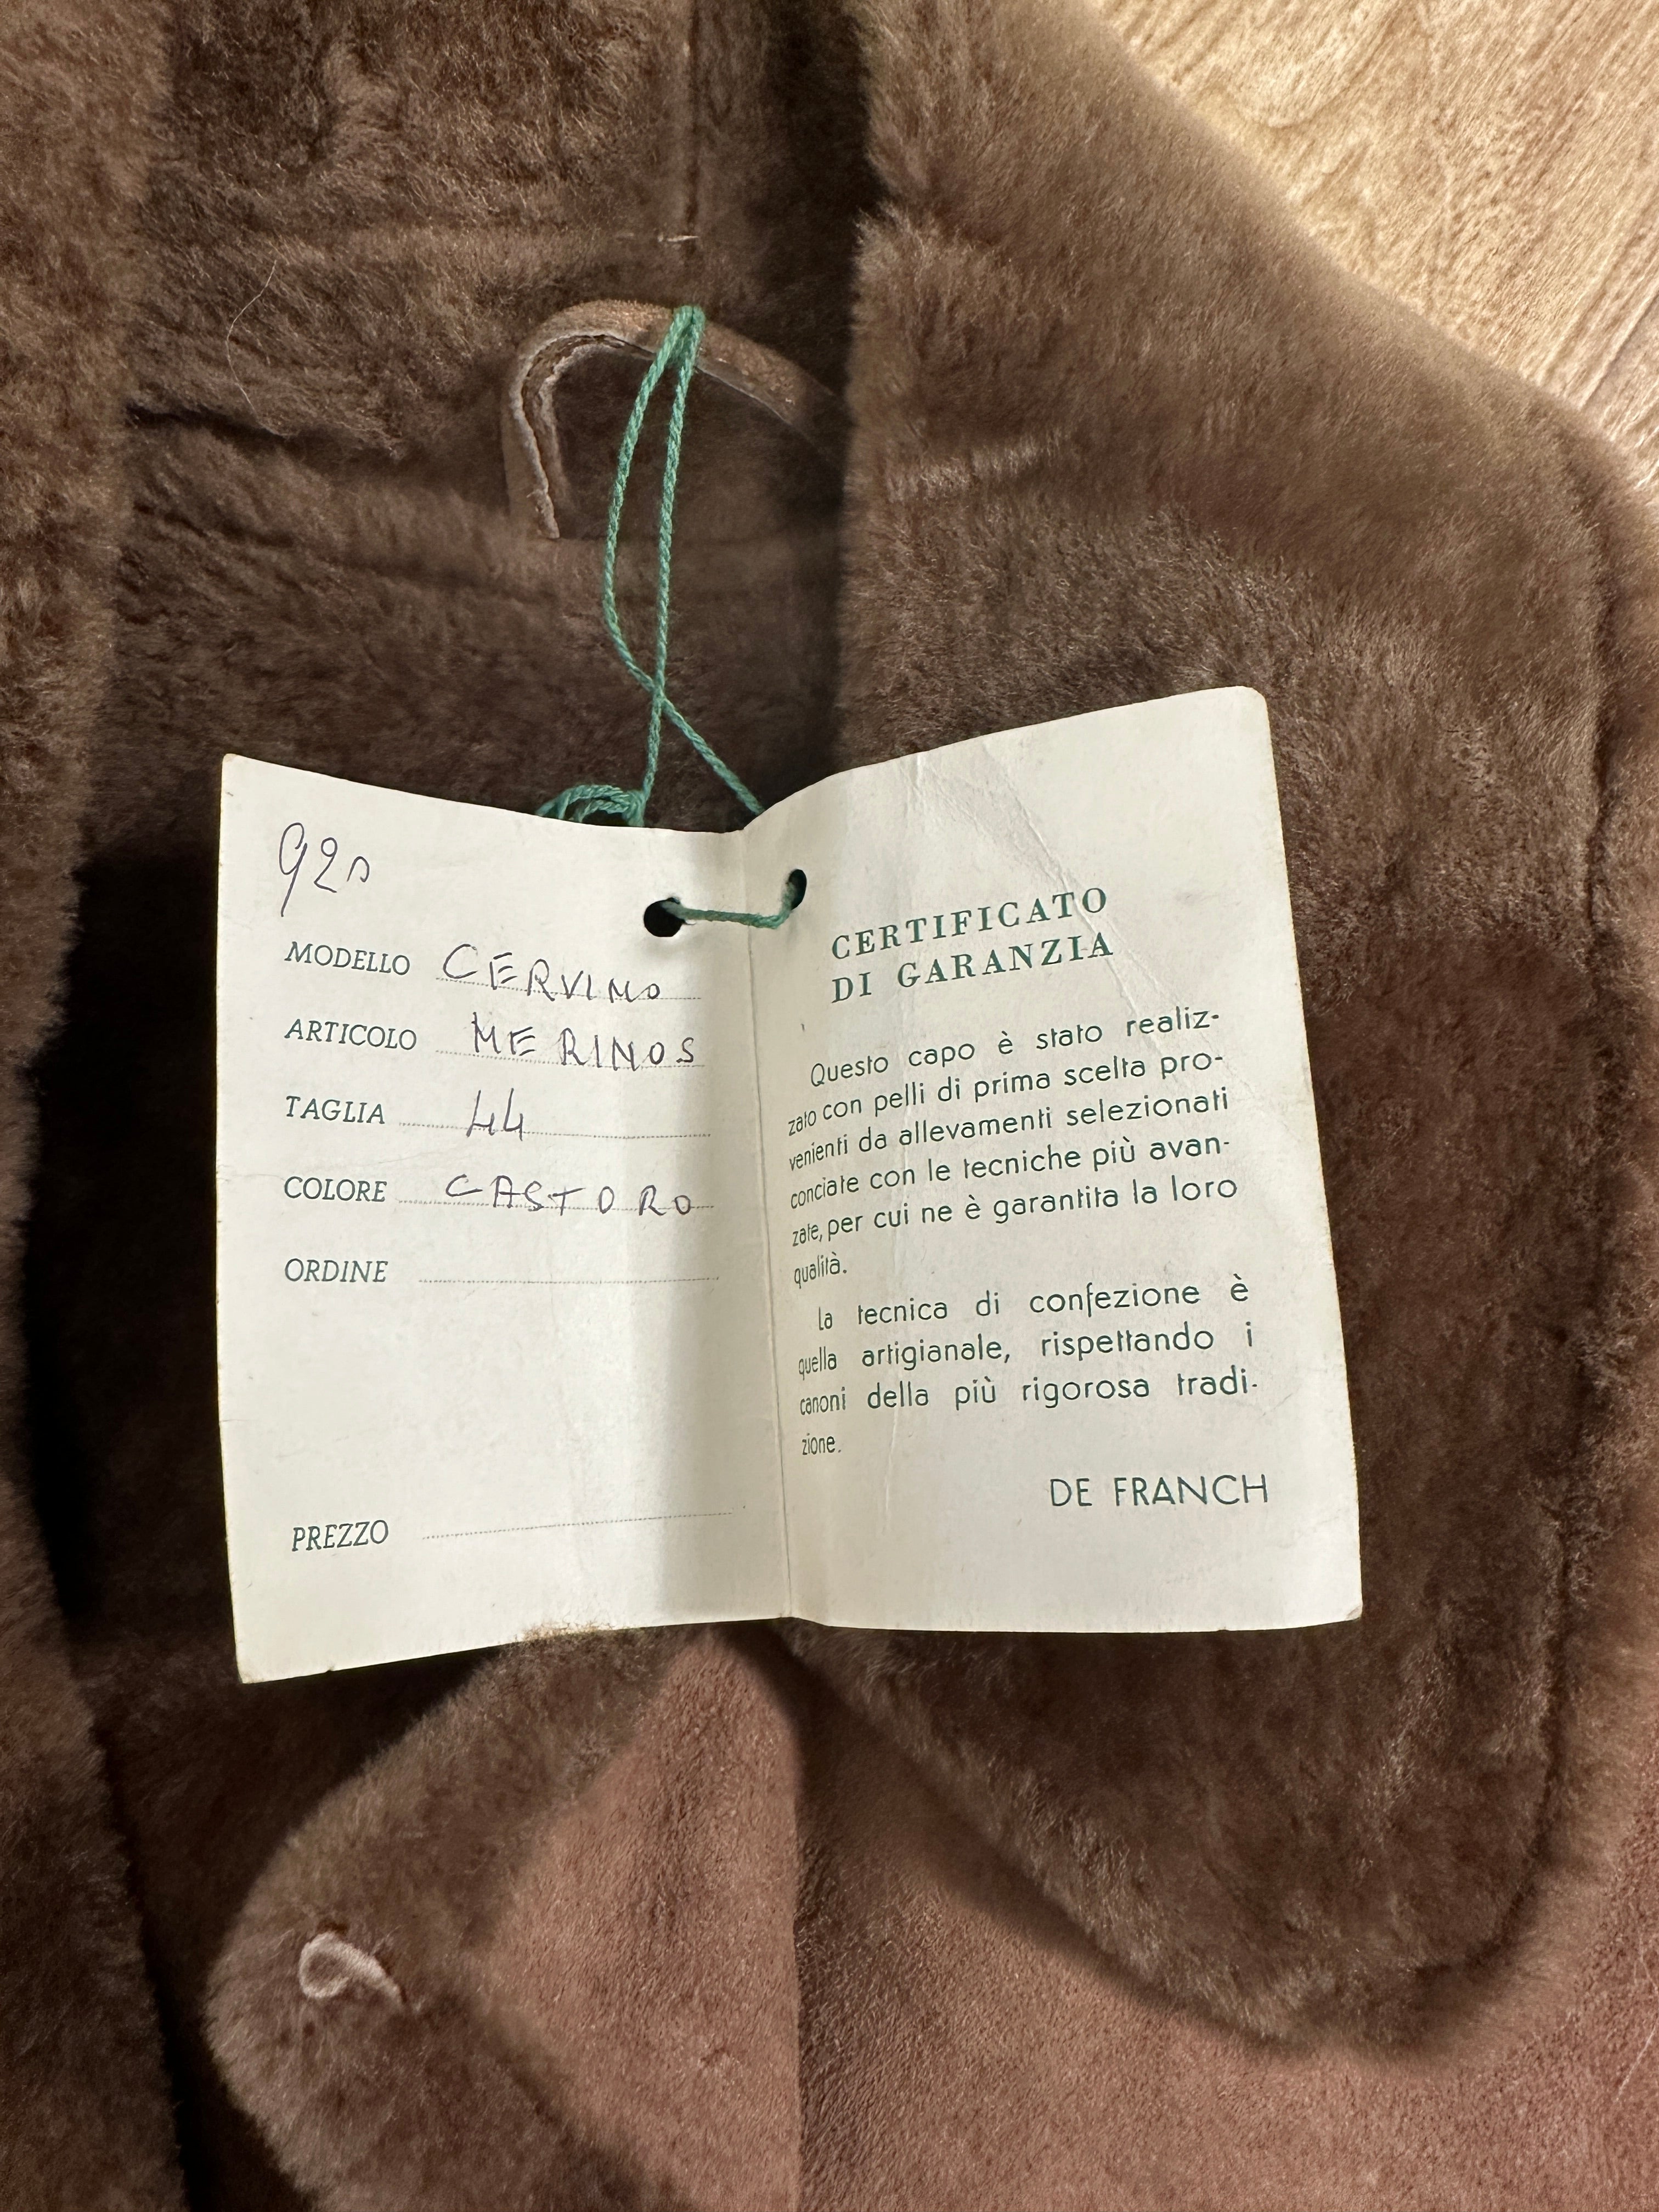 920
MODELLO CERVINO
ARTICOLO MERINOS
TAGLIA 44
COLORE CASTORO
ORDINE
PREZZO
CERTIFICATO
DI GARANZIA
Questo capo è stato realiz-
zato con pelli di prima scelta pro-
venienti da allevamenti selezionati
conciate con le tecniche più avan-
zate, per cui ne è garantita la loro
qualità.
la tecnica di confezione è
quella artigianale, rispettando i
canoni della più rigorosa tradi-
zione.
DE FRANCH